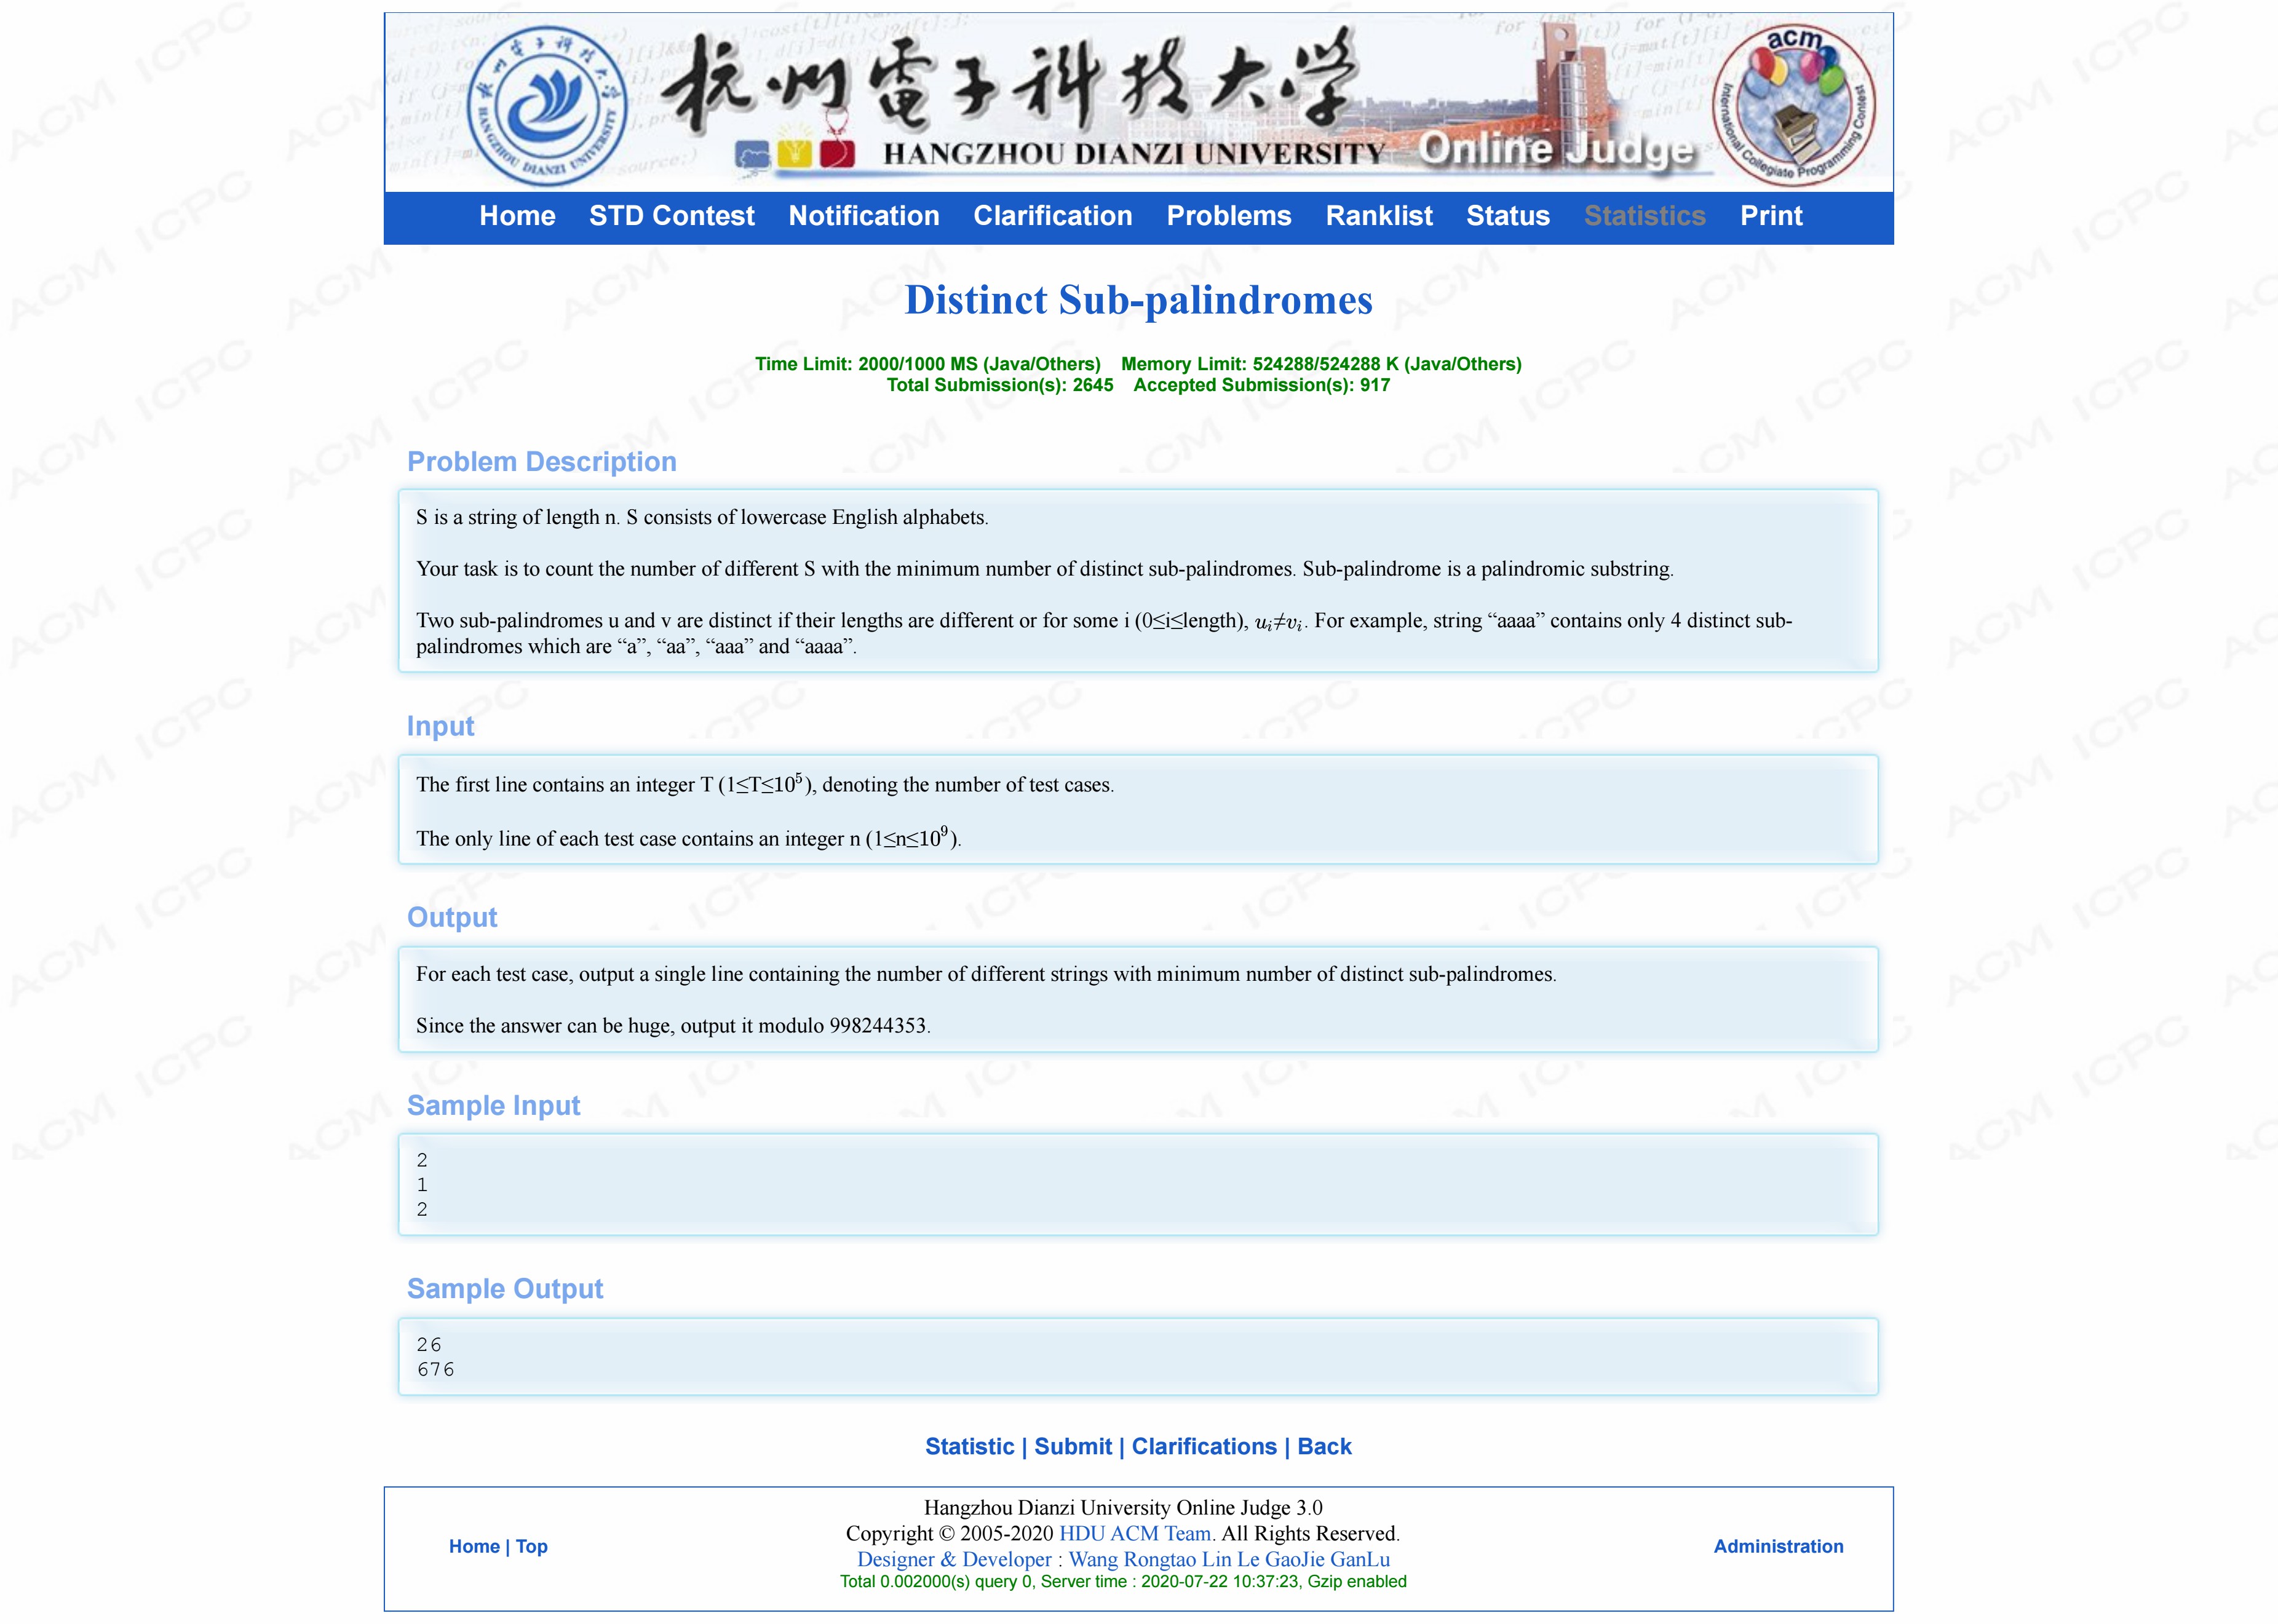 杭州電子科技大学
HANGZHOU DIANZI UNIVERSITY Online Judge
HANGZHOU DIANZI UNIVERSITY
acm
International Collegiate Programming Contest
Home STD Contest Notification Clarification Problems Ranklist Status Statistics Print
Distinct Sub-palindromes
Time Limit: 2000/1000 MS (Java/Others) Memory Limit: 524288/524288 K (Java/Others)
Total Submission(s): 2645 Accepted Submission(s): 917
Problem Description
S is a string of length n. S consists of lowercase English alphabets.
Your task is to count the number of different S with the minimum number of distinct sub-palindromes. Sub-palindrome is a palindromic substring.
Two sub-palindromes u and v are distinct if their lengths are different or for some i (0≤i≤length), uᵢ≠vᵢ. For example, string “aaaa” contains only 4 distinct sub-
palindromes which are “a”, “aa”, “aaa” and “aaaa”.
Input
The first line contains an integer T (1≤T≤10⁵), denoting the number of test cases.
The only line of each test case contains an integer n (1≤n≤10⁹).
Output
For each test case, output a single line containing the number of different strings with minimum number of distinct sub-palindromes.
Since the answer can be huge, output it modulo 998244353.
Sample Input
2
1
2
Sample Output
26
676
Statistic | Submit | Clarifications | Back
Hangzhou Dianzi University Online Judge 3.0
Copyright © 2005-2020 HDU ACM Team. All Rights Reserved.
Home | Top
Administration
Designer & Developer : Wang Rongtao Lin Le GaoJie GanLu
Total 0.002000(s) query 0, Server time : 2020-07-22 10:37:23, Gzip enabled
ACM ICPC